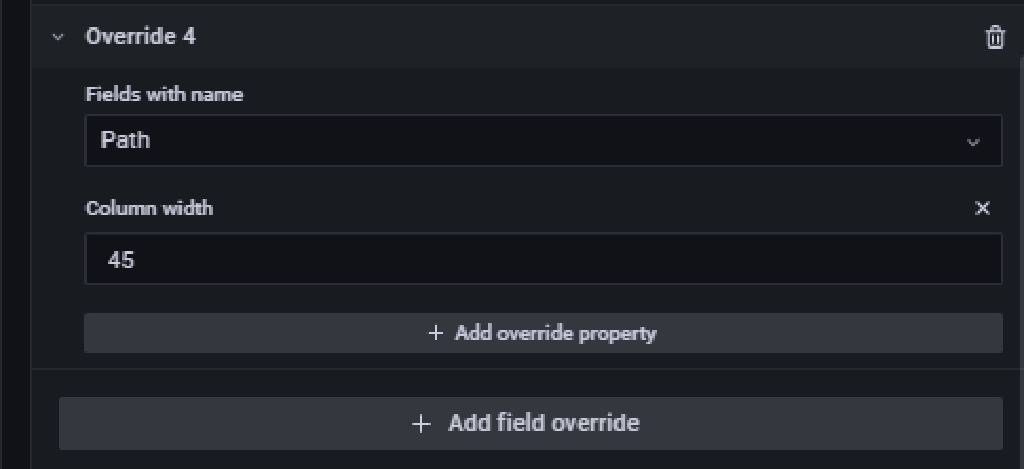 Override 4
Fields with name
Path
Column width
45
Add override property
Add field override